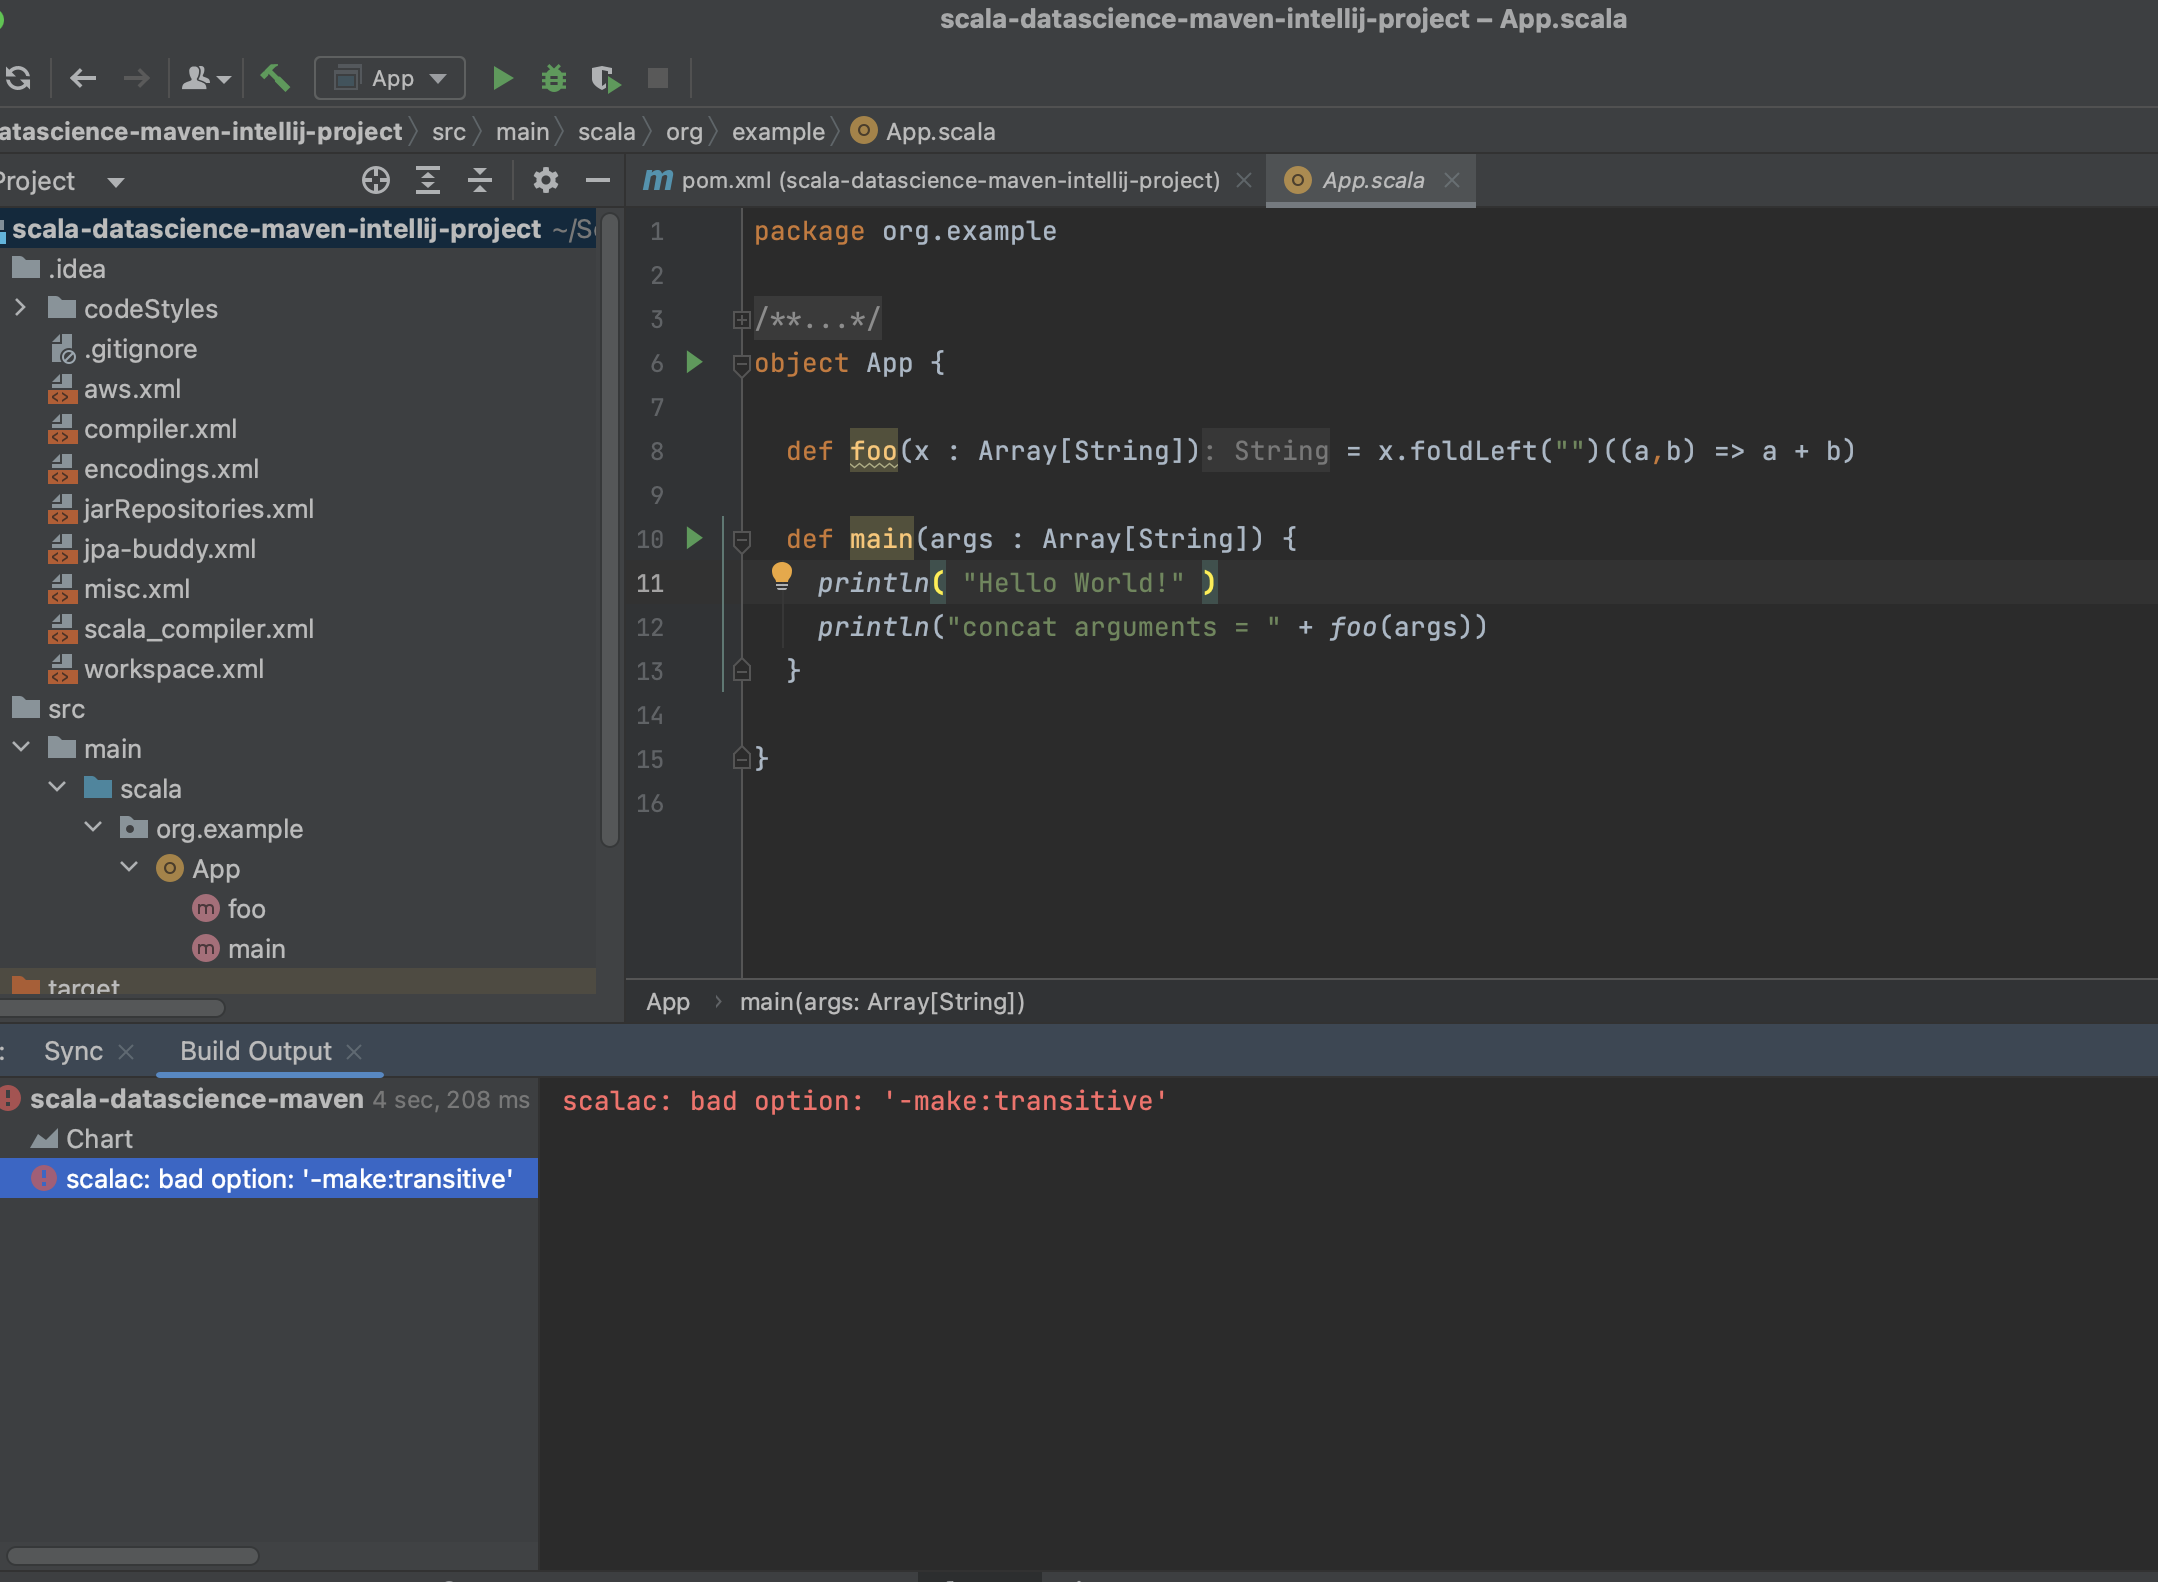 scala-datascience-maven-intellij-project – App.scala
App
atascience-maven-intellij-project src main scala org example App.scala
Project
pom.xml (scala-datascience-maven-intellij-project) App.scala
scala-datascience-maven-intellij-project ~/Sc
.idea
codeStyles
.gitignore
aws.xml
compiler.xml
encodings.xml
jarRepositories.xml
jpa-buddy.xml
misc.xml
scala_compiler.xml
workspace.xml
src
main
scala
org.example
App
foo
main
target
1 package org.example
2
3 /**...*/
6 object App {
7
8 def foo(x : Array[String]): String = x.foldLeft("")((a,b) => a + b)
9
10 def main(args : Array[String]) {
11 println( "Hello World!" )
12 println("concat arguments = " + foo(args))
13 }
14
15 }
16
App › main(args: Array[String])
: Sync Build Output
scala-datascience-maven 4 sec, 208 ms
Chart
scalac: bad option: '-make:transitive'
scalac: bad option: '-make:transitive'